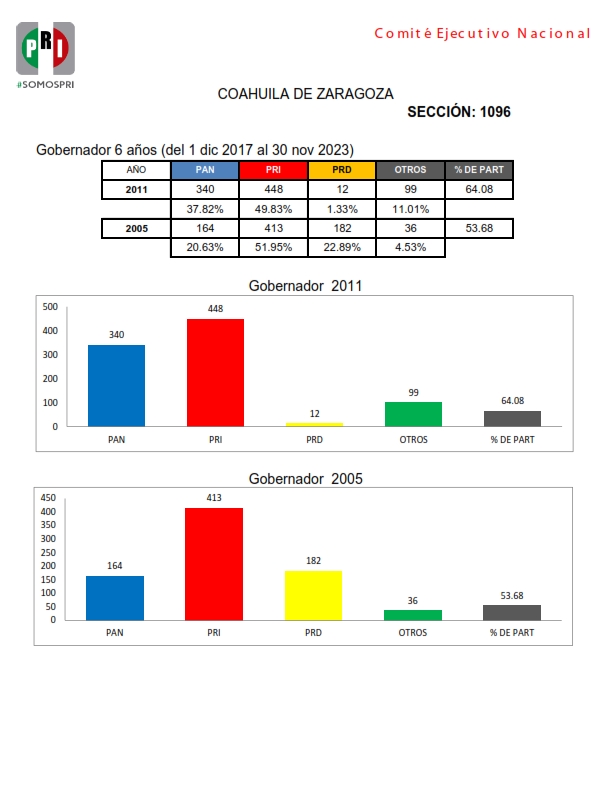 Comité Ejecutivo Nacional
PRI
#SOMOSPRI
COAHUILA DE ZARAGOZA
SECCIÓN: 1096
Gobernador 6 años (del 1 dic 2017 al 30 nov 2023)
AÑO PAN PRI PRD OTROS % DE PART
2011 340 448 12 99 64.08
37.82% 49.83% 1.33% 11.01%
2005 164 413 182 36 53.68
20.63% 51.95% 22.89% 4.53%
Gobernador 2011
500
400
300
200
100
0
340
448
12
99
64.08
PAN PRI PRD OTROS % DE PART
Gobernador 2005
450
400
350
300
250
200
150
100
50
0
164
413
182
36
53.68
PAN PRI PRD OTROS % DE PART